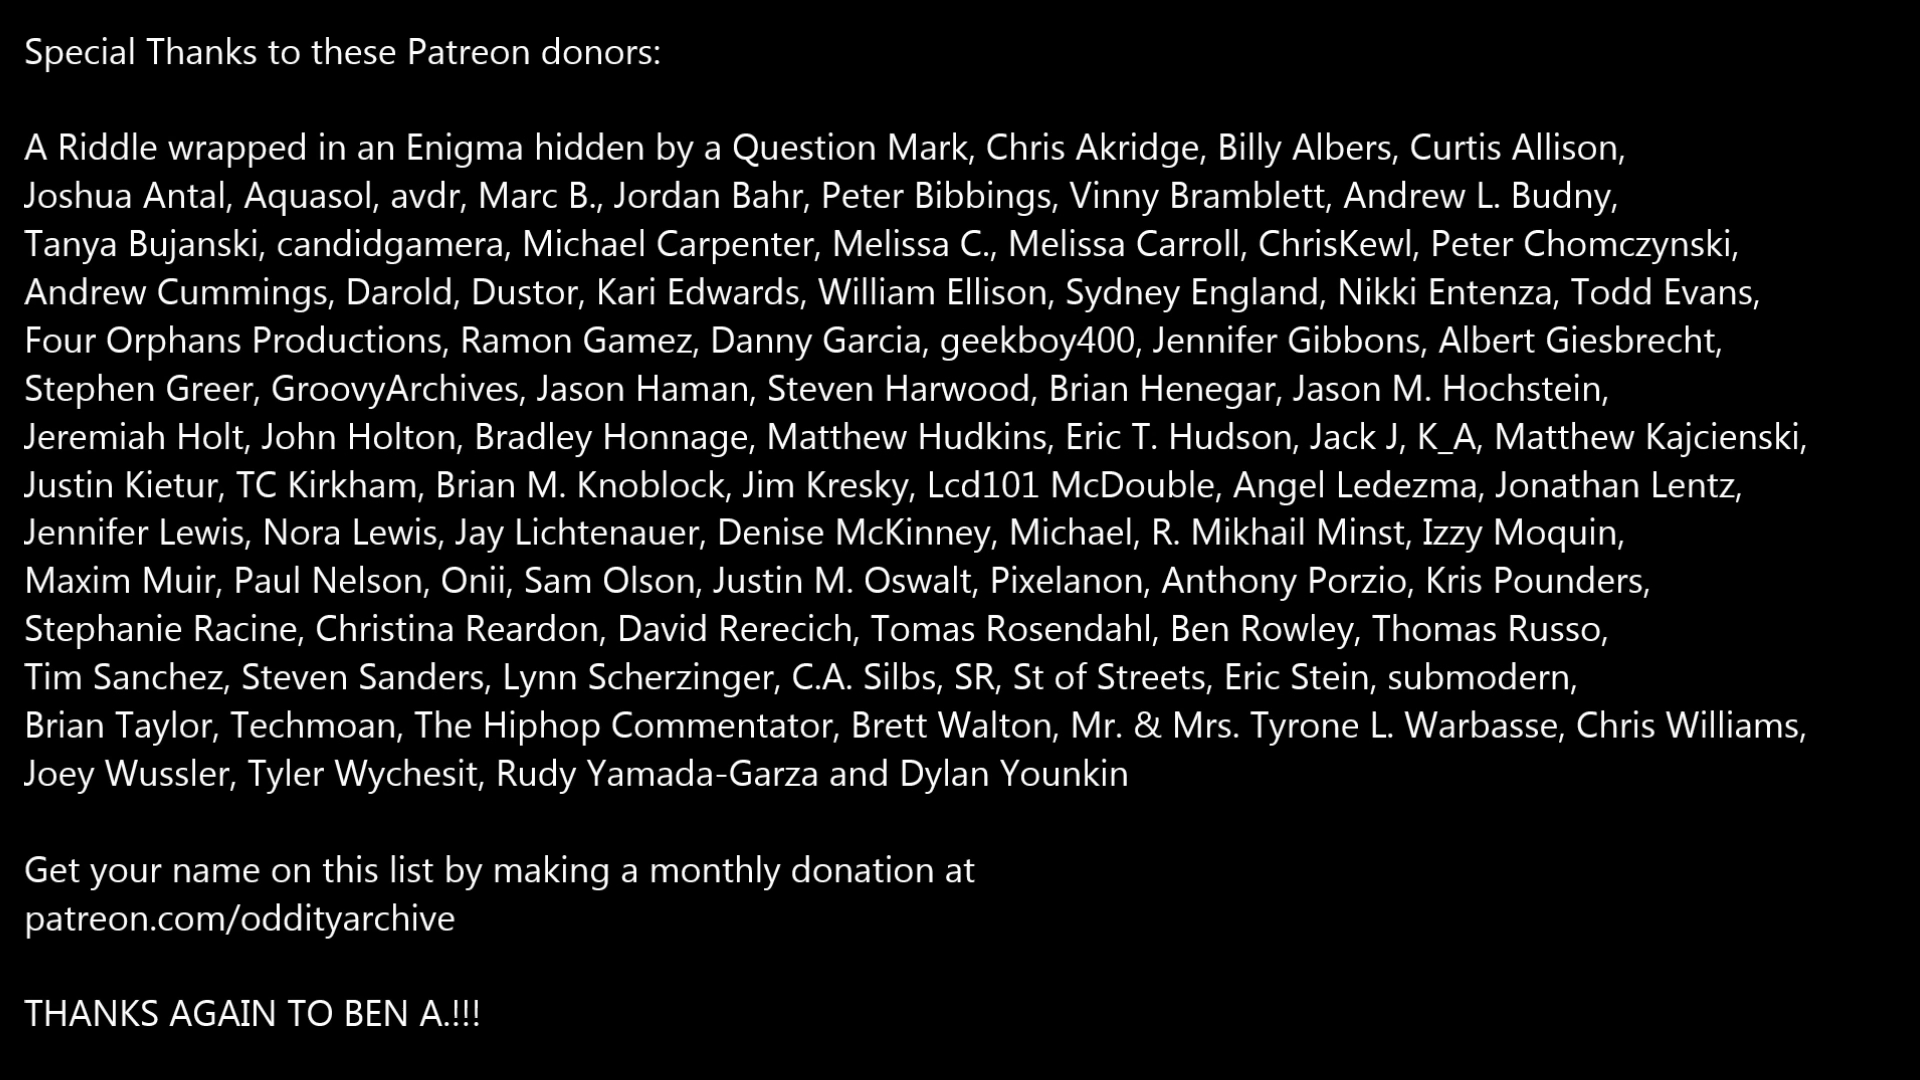 Special Thanks to these Patreon donors:
A Riddle wrapped in an Enigma hidden by a Question Mark, Chris Akridge, Billy Albers, Curtis Allison,
Joshua Antal, Aquasol, avdr, Marc B., Jordan Bahr, Peter Bibbings, Vinny Bramblett, Andrew L. Budny,
Tanya Bujanski, candidgamera, Michael Carpenter, Melissa C., Melissa Carroll, ChrisKewl, Peter Chomczynski,
Andrew Cummings, Darold, Dustor, Kari Edwards, William Ellison, Sydney England, Nikki Entenza, Todd Evans,
Four Orphans Productions, Ramon Gamez, Danny Garcia, geekboy400, Jennifer Gibbons, Albert Giesbrecht,
Stephen Greer, GroovyArchives, Jason Haman, Steven Harwood, Brian Henegar, Jason M. Hochstein,
Jeremiah Holt, John Holton, Bradley Honnage, Matthew Hudkins, Eric T. Hudson, Jack J, K_A, Matthew Kajcienski,
Justin Kietur, TC Kirkham, Brian M. Knoblock, Jim Kresky, Lcd101 McDouble, Angel Ledezma, Jonathan Lentz,
Jennifer Lewis, Nora Lewis, Jay Lichtenauer, Denise McKinney, Michael, R. Mikhail Minst, Izzy Moquin,
Maxim Muir, Paul Nelson, Onii, Sam Olson, Justin M. Oswalt, Pixelanon, Anthony Porzio, Kris Pounders,
Stephanie Racine, Christina Reardon, David Rerecich, Tomas Rosendahl, Ben Rowley, Thomas Russo,
Tim Sanchez, Steven Sanders, Lynn Scherzinger, C.A. Silbs, SR, St of Streets, Eric Stein, submodern,
Brian Taylor, Techmoan, The Hiphop Commentator, Brett Walton, Mr. & Mrs. Tyrone L. Warbasse, Chris Williams,
Joey Wussler, Tyler Wychesit, Rudy Yamada-Garza and Dylan Younkin
Get your name on this list by making a monthly donation at
patreon.com/oddityarchive
THANKS AGAIN TO BEN A.!!!